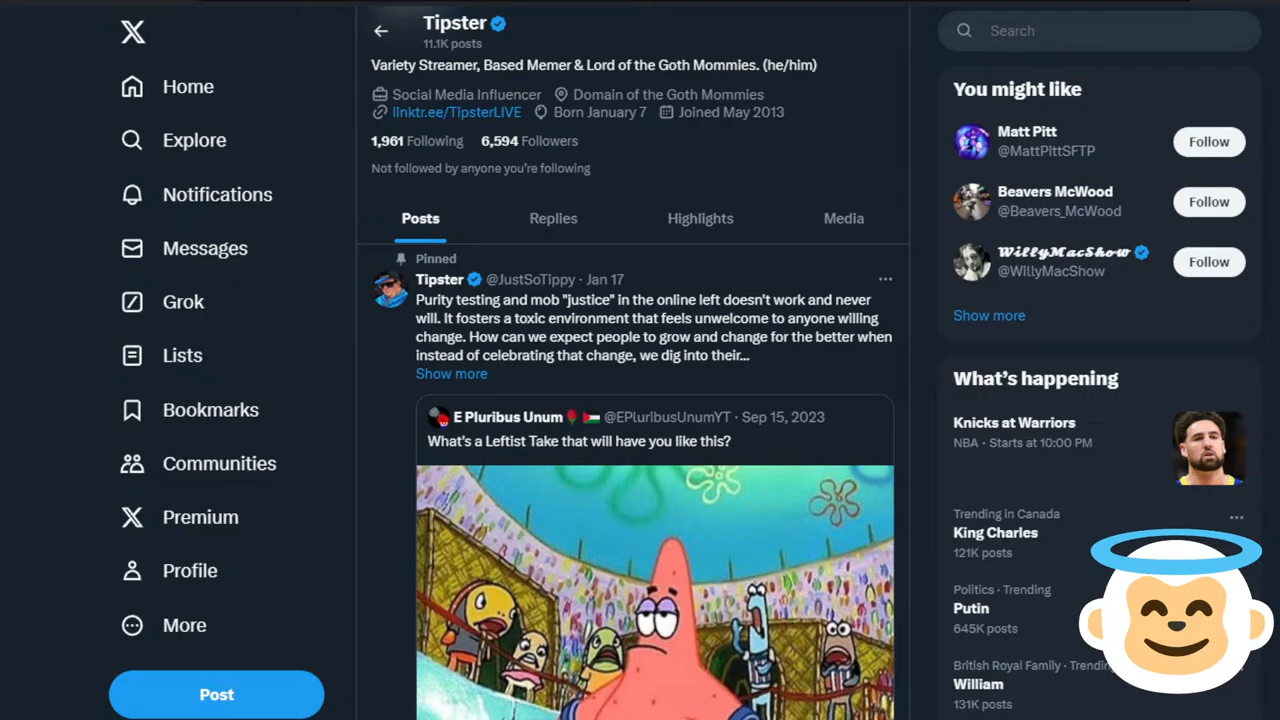 Home
Explore
Notifications
Messages
Grok
Lists
Bookmarks
Communities
Premium
Profile
More
Post
Tipster
11.1K posts
Variety Streamer, Based Memer & Lord of the Goth Mommies. (he/him)
Social Media Influencer Domain of the Goth Mommies
linktr.ee/TipsterLIVE Born January 7 Joined May 2013
1,961 Following 6,594 Followers
Not followed by anyone you're following
Posts Replies Highlights Media
Pinned
Tipster @JustSoTippy · Jan 17
Purity testing and mob "justice" in the online left doesn't work and never
will. It fosters a toxic environment that feels unwelcome to anyone willing
change. How can we expect people to grow and change for the better when
instead of celebrating that change, we dig into their...
Show more
E Pluribus Unum @EPluribusUnumYT · Sep 15, 2023
What's a Leftist Take that will have you like this?
Search
You might like
Matt Pitt
@MattPittSFTP
Follow
Beavers McWood
@Beavers_McWood
Follow
𝓦𝓲𝓵𝓵𝔂𝓜𝓪𝓬𝓢𝓱𝓸𝔀
@WillyMacShow
Follow
Show more
What's happening
Knicks at Warriors
NBA · Starts at 10:00 PM
Trending in Canada
King Charles
121K posts
Politics · Trending
Putin
645K posts
British Royal Family · Trending
William
131K posts